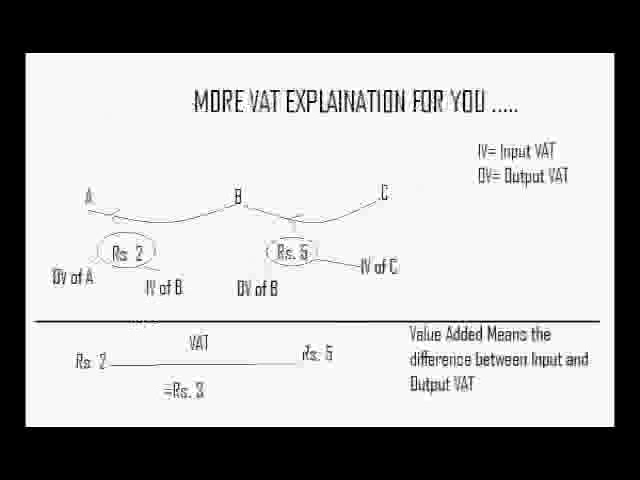 MORE VAT EXPLAINATION FOR YOU .....
IV= Input VAT
OV= Output VAT
A
B
C
Rs. 2
Rs. 5
OV of A
IV of B
OV of B
IV of C
VAT
Rs. 2
Rs. 5
=Rs. 3
Value Added Means the
difference between Input and
Output VAT